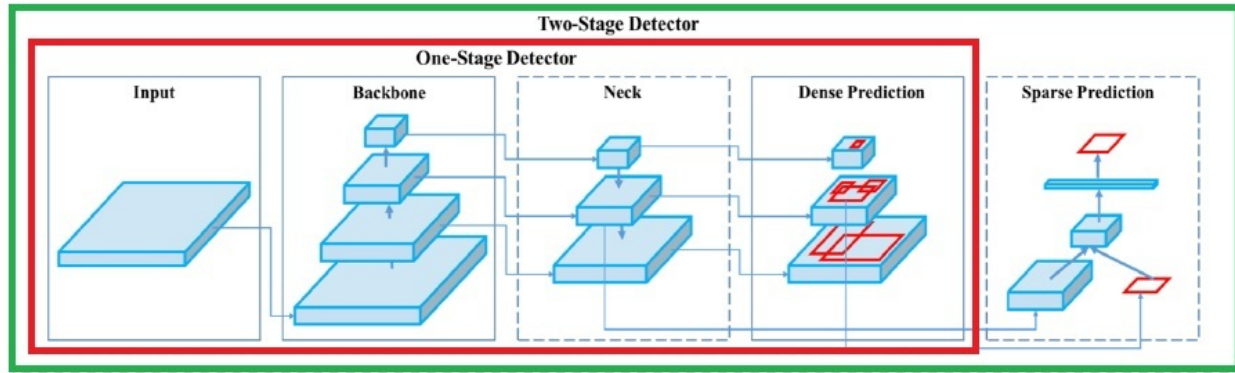 Two-Stage Detector
One-Stage Detector
Input
Backbone
Neck
Dense Prediction
Sparse Prediction